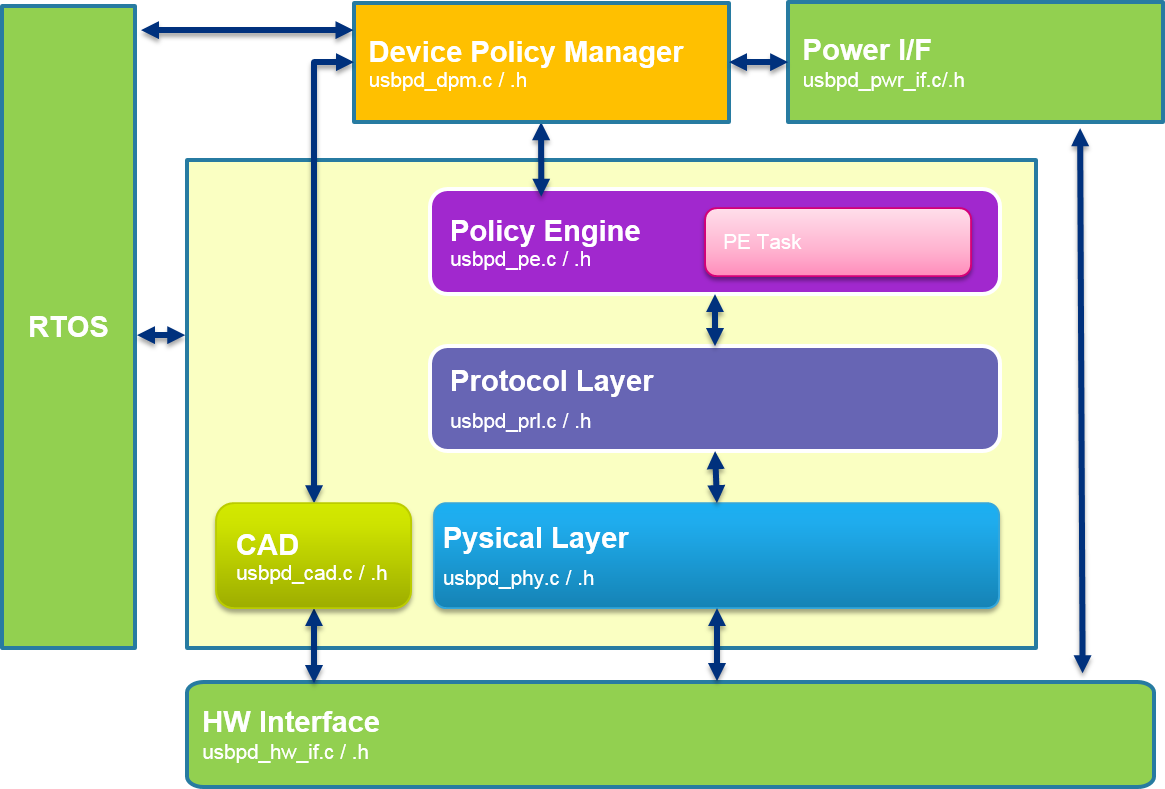 Device Policy Manager
usbpd_dpm.c / .h
Power I/F
usbpd_pwr_if.c/.h
Policy Engine
usbpd_pe.c / .h
PE Task
RTOS
Protocol Layer
usbpd_prl.c / .h
CAD
usbpd_cad.c / .h
Pysical Layer
usbpd_phy.c / .h
HW Interface
usbpd_hw_if.c / .h